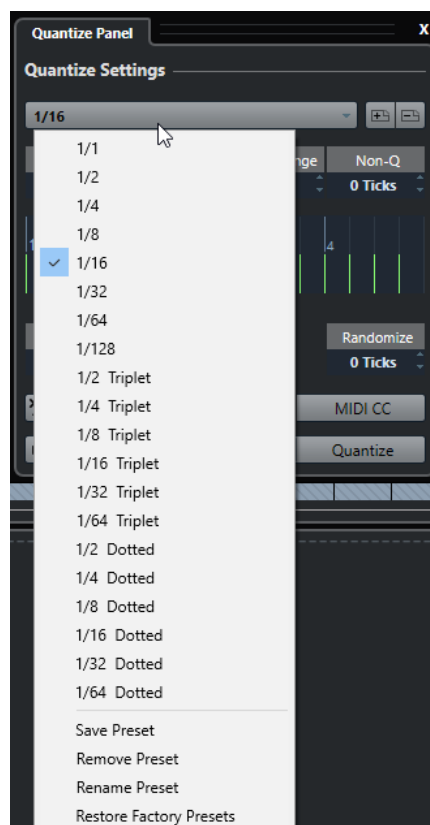 Quantize Panel X
Quantize Settings
1/16
Non-Q
0 Ticks
1/1
1/2
1/4
1/8
4
1/16
1/32
1/64
1/128
Randomize
0 Ticks
1/2 Triplet
1/4 Triplet
MIDI CC
1/8 Triplet
Quantize
1/16 Triplet
1/32 Triplet
1/64 Triplet
1/2 Dotted
1/4 Dotted
1/8 Dotted
1/16 Dotted
1/32 Dotted
1/64 Dotted
Save Preset
Remove Preset
Rename Preset
Restore Factory Presets